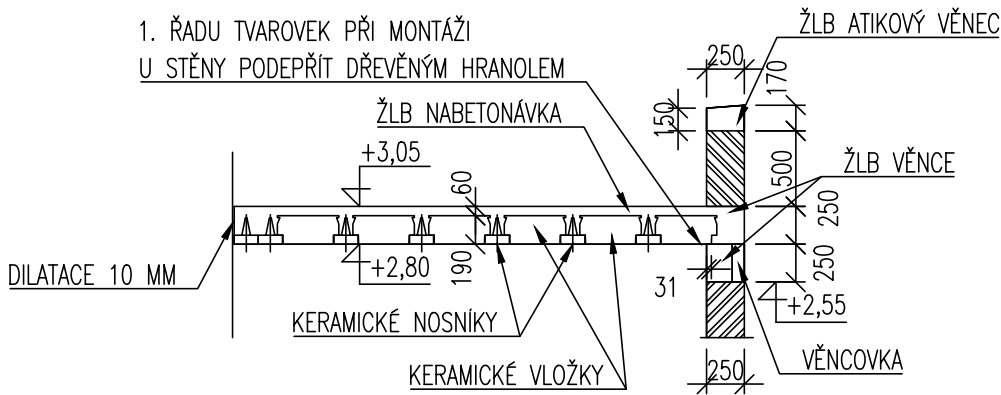 1. ŘADU TVAROVEK PŘI MONTÁŽI
U STĚNY PODEPŘÍT DŘEVĚNÝM HRANOLEM
ŽLB ATIKOVÝ VĚNEC
250
170
150
ŽLB NABETONÁVKA
+3,05
60
500
ŽLB VĚNCE
250
DILATACE 10 MM
+2,80
190
31
250
+2,55
KERAMICKÉ NOSNÍKY
KERAMICKÉ VLOŽKY
250
VĚNCOVKA